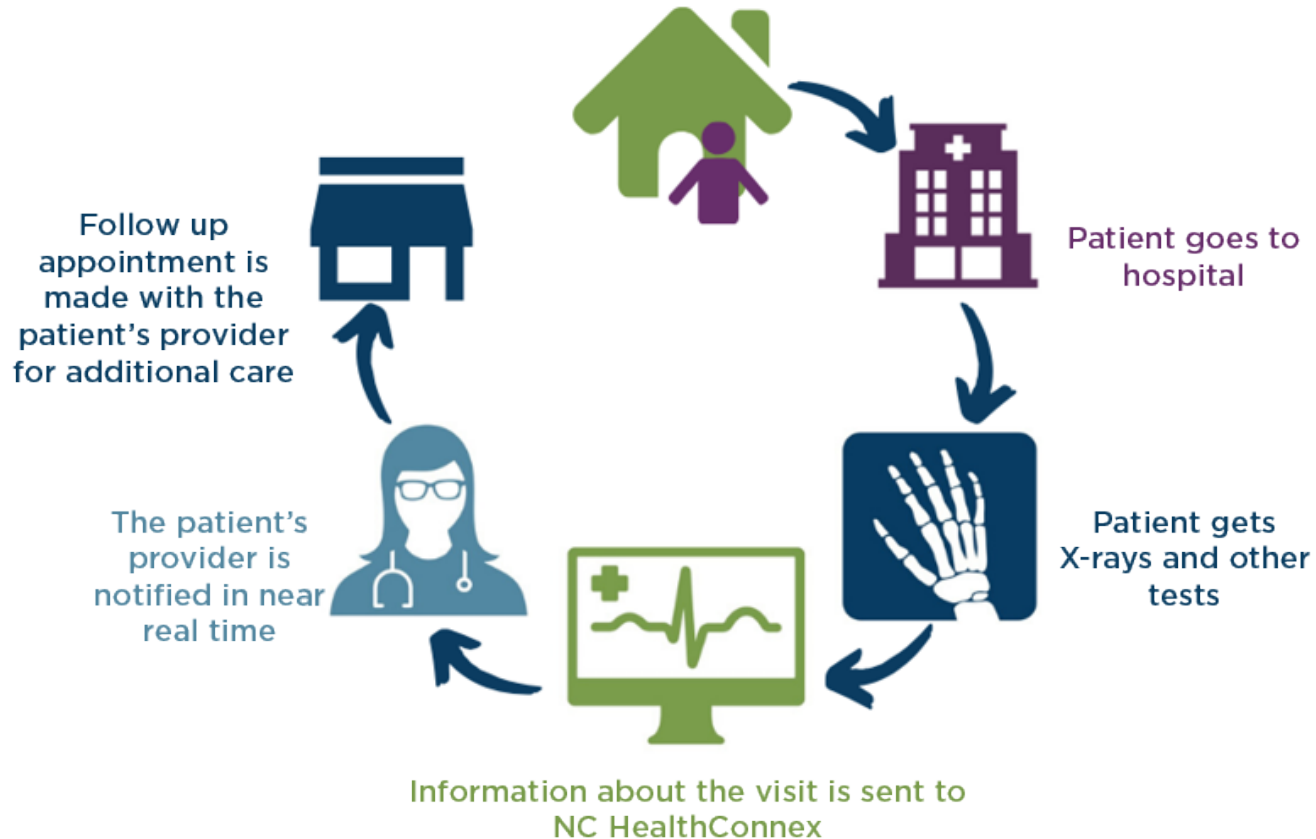 Patient goes to
hospital
Patient gets
X-rays and other
tests
Information about the visit is sent to
NC HealthConnex
The patient's
provider is
notified in near
real time
Follow up
appointment is
made with the
patient's provider
for additional care